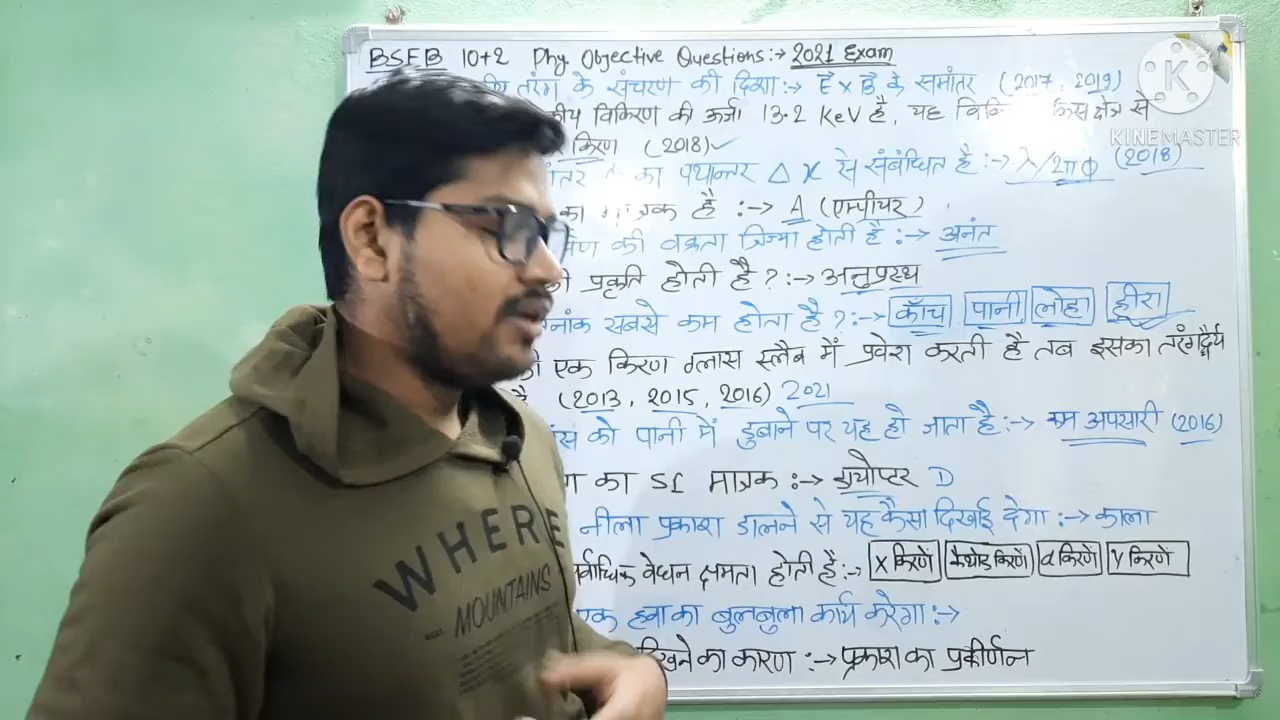 BSEB 10+2 Phy Objective Questions:→ 2021 Exam
तरंग के संचरण की दिशा :→ E × B के समांतर (2017, 2019)
विकिरण की ऊर्जा 13.2 KeV है, यह किस क्षेत्र से
किरण (2018)
का पथान्तर Δ x से संबंधित है :→ λ/2π Φ (2018)
है :→ A (एम्पीयर)
की वक्रता त्रिज्या होती है :→ अनंत
प्रकृति होती है ? :→ अनुप्रस्थ
सबसे कम होता है ? :→ काँच पानी लोहा हीरा
एक किरण ग्लास स्लैब में प्रवेश करती है तब इसका तरंगदैर्य
(2013, 2015, 2016) 2021
को पानी में डुबाने पर यह हो जाता है :→ कम अपसारी (2016)
का SI मात्रक :→ डायोप्टर D
नीला प्रकाश डालने से यह कैसा दिखाई देगा :→ काला
वेधन क्षमता होती है :→ X किरणें कैथोड किरणें α किरणें γ किरणें
एक हवा का बुलबुला कार्य करेगा :→
का कारण :→ प्रकाश का प्रकीर्णन
K
KINEMASTER
WHERE
MOUNTAINS